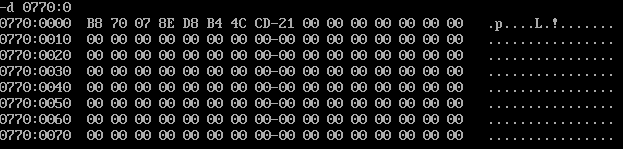 -d 0770:0
0770:0000 B8 70 07 8E D8 B4 4C CD-21 00 00 00 00 00 00 00 .p....L.!.......
0770:0010 00 00 00 00 00 00 00 00-00 00 00 00 00 00 00 00 ................
0770:0020 00 00 00 00 00 00 00 00-00 00 00 00 00 00 00 00 ................
0770:0030 00 00 00 00 00 00 00 00-00 00 00 00 00 00 00 00 ................
0770:0040 00 00 00 00 00 00 00 00-00 00 00 00 00 00 00 00 ................
0770:0050 00 00 00 00 00 00 00 00-00 00 00 00 00 00 00 00 ................
0770:0060 00 00 00 00 00 00 00 00-00 00 00 00 00 00 00 00 ................
0770:0070 00 00 00 00 00 00 00 00-00 00 00 00 00 00 00 00 ................